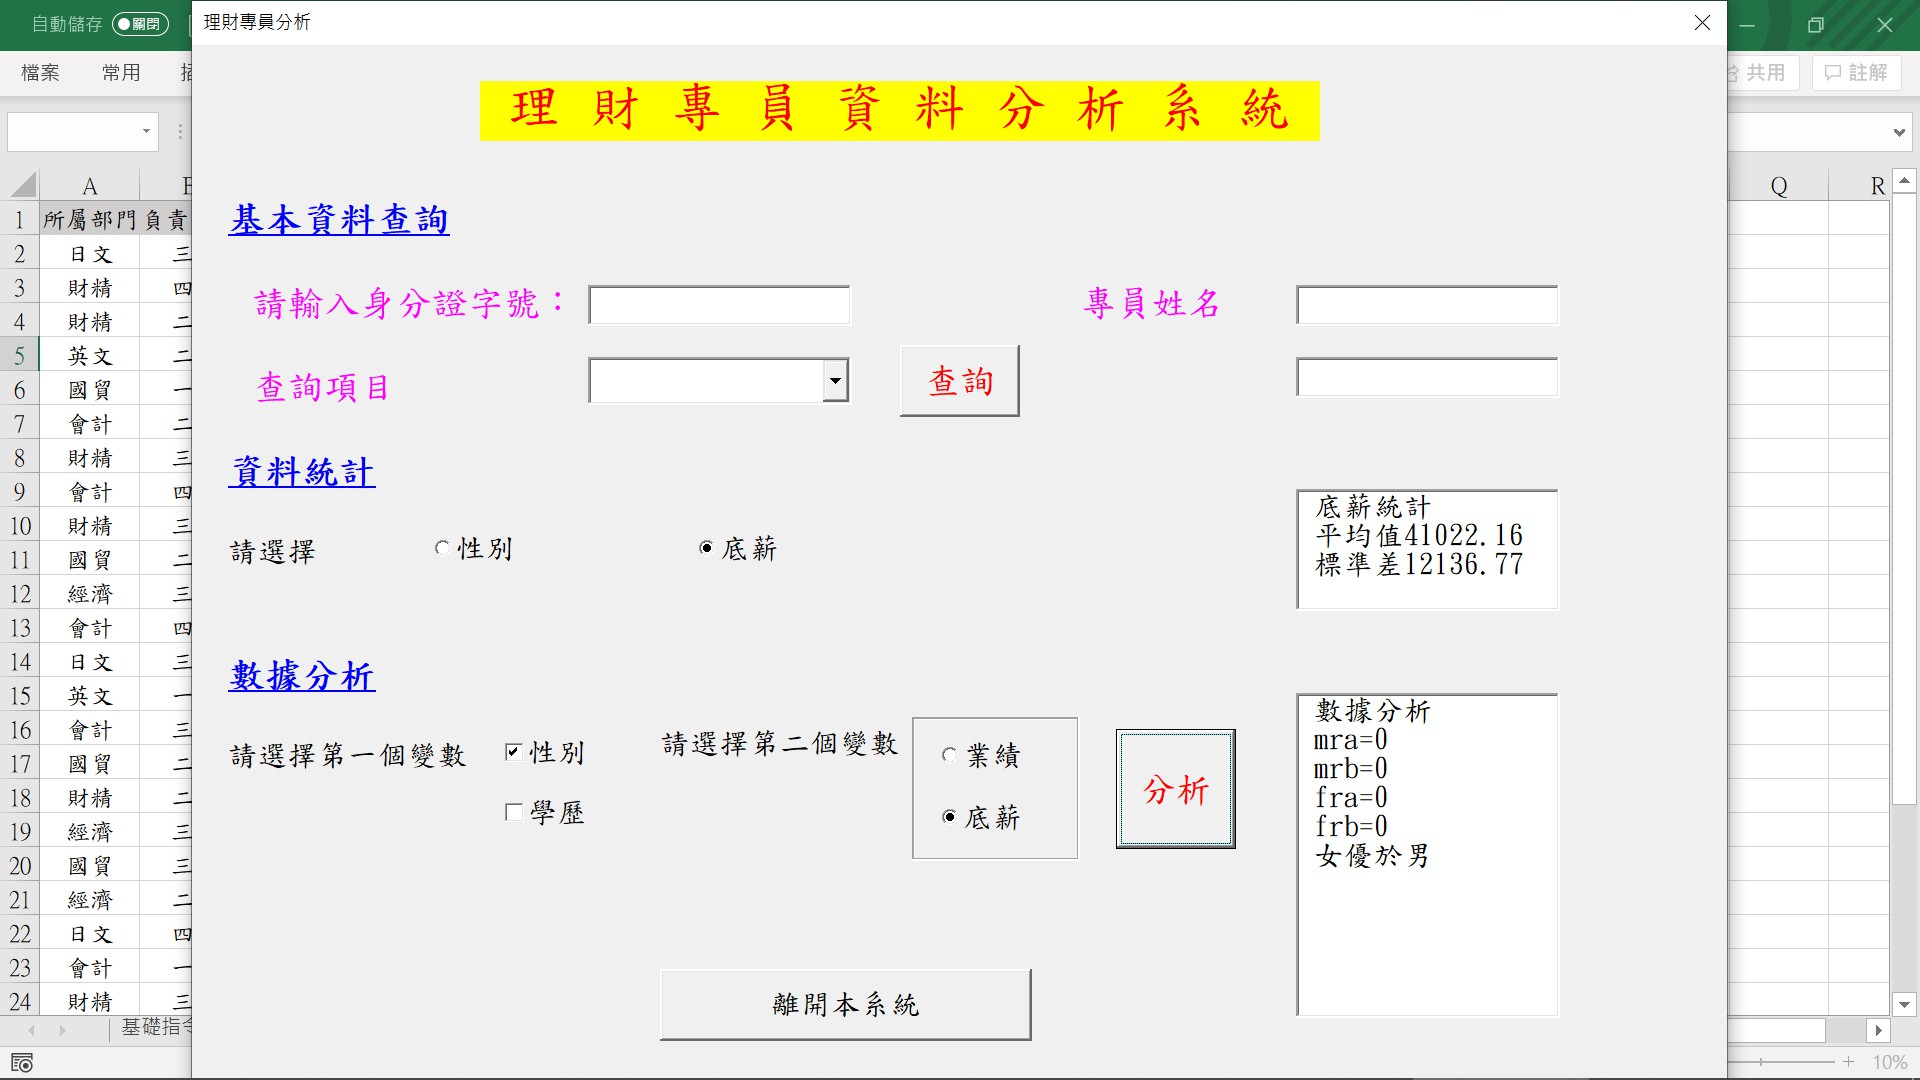 自動儲存 關閉
理財專員分析
檔案 常用
共用 註解
理財專員資料分析系統
A
Q R
基本資料查詢
請輸入身分證字號：
專員姓名
查詢項目
查詢
資料統計
請選擇 性別 底薪
底薪統計
平均值41022.16
標準差12136.77
數據分析
請選擇第一個變數 性別
學歷
請選擇第二個變數
業績
底薪
分析
數據分析
mra=0
mrb=0
fra=0
frb=0
女優於男
離開本系統
1 所屬部門 負責
2 日文 三
3 財精 四
4 財精 二
5 英文 二
6 國貿 一
7 會計 二
8 財精 三
9 會計 四
10 財精 三
11 國貿 二
12 經濟 三
13 會計 四
14 日文 三
15 英文 一
16 會計 三
17 國貿 二
18 財精 二
19 經濟 三
20 國貿 三
21 經濟 二
22 日文 四
23 會計 一
24 財精 三
基礎指令
10%